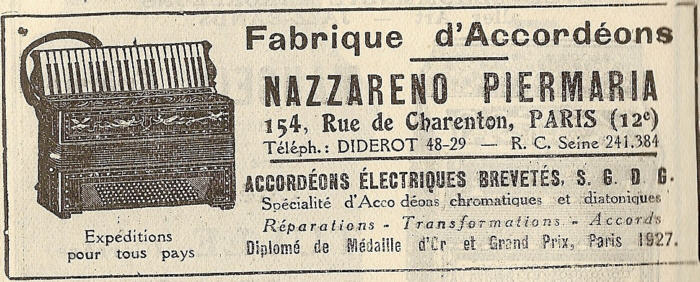 Fabrique d'Accordéons
NAZZARENO PIERMARIA
154, Rue de Charenton, PARIS (12e)
Téléph.: DIDEROT 48-29 — R. C. Seine 241.384
ACCORDÉONS ÉLECTRIQUES BREVETÉS, S. G. D. G.
Spécialité d'Acco déons chromatiques et diatoniques
Réparations - Transformations - Accords
Diplomé de Médaille d'Or et Grand Prix, Paris 1927.
Expéditions
pour tous pays